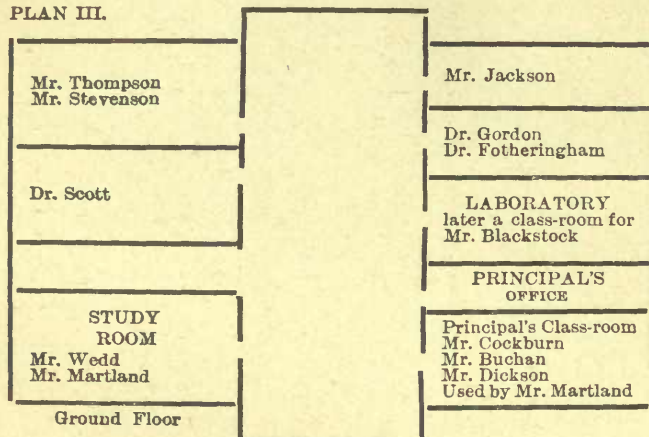 PLAN III.
Mr. Thompson
Mr. Stevenson
Dr. Scott
STUDY
ROOM
Mr. Wedd
Mr. Martland
Ground Floor
Mr. Jackson
Dr. Gordon
Dr. Fotheringham
LABORATORY
later a class-room for
Mr. Blackstock
PRINCIPAL'S
OFFICE
Principal's Class-room
Mr. Cockburn
Mr. Buchan
Mr. Dickson
Used by Mr. Martland